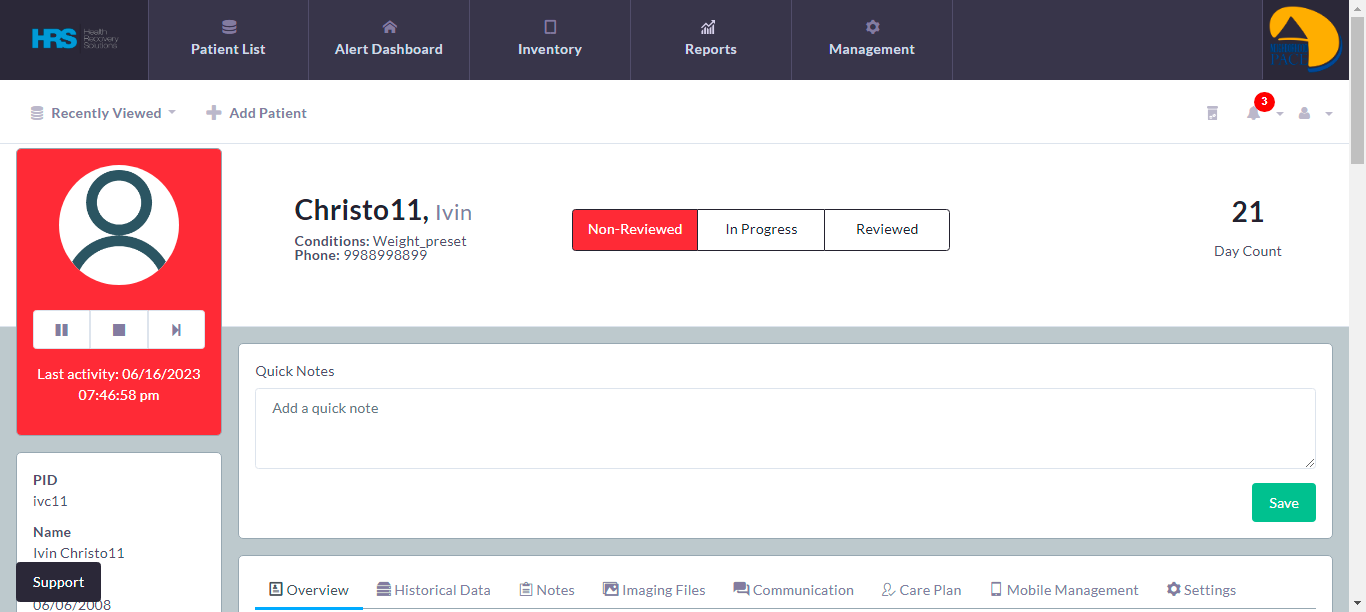 HRS Health Recovery Solutions
Patient List
Alert Dashboard
Inventory
Reports
Management
Recently Viewed
Add Patient
3
Christo11, Ivin
Conditions: Weight_preset
Phone: 9988998899
Non-Reviewed
In Progress
Reviewed
21
Day Count
Last activity: 06/16/2023
07:46:58 pm
Quick Notes
Add a quick note
Save
PID
ivc11
Name
Ivin Christo11
Support
06/06/2008
Overview
Historical Data
Notes
Imaging Files
Communication
Care Plan
Mobile Management
Settings